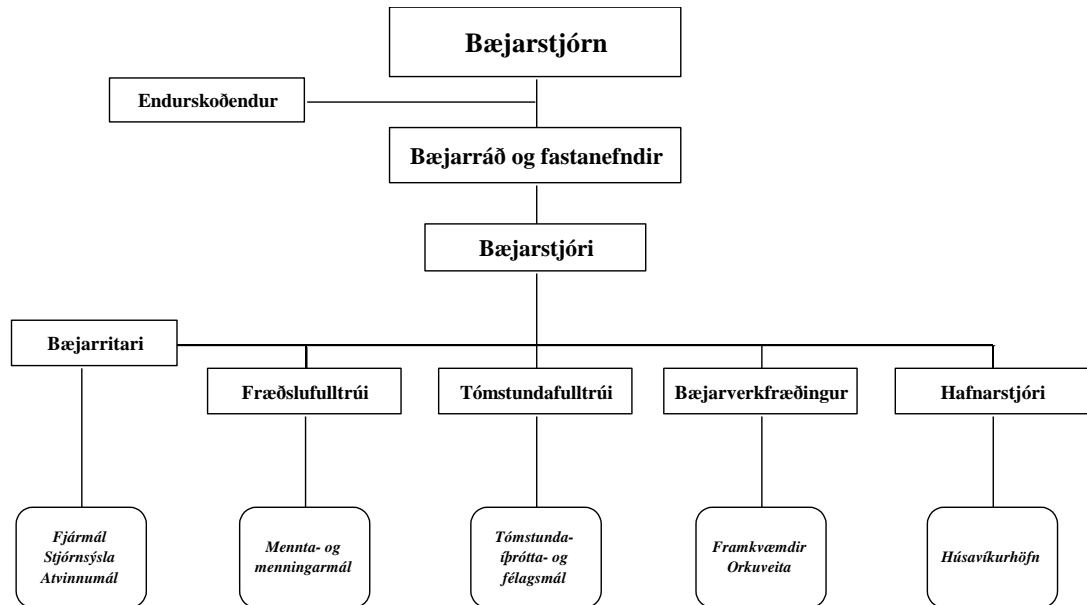 Bæjarstjórn
Endurskoðendur
Bæjarráð og fastanefndir
Bæjarstjóri
Bæjarritari
Fræðslufulltrúi
Tómstundafulltrúi
Bæjarverkfræðingur
Hafnarstjóri
Fjármál
Stjórnsýsla
Atvinnumál
Mennta- og
menningarmál
Tómstunda-
íþrótta- og
félagsmál
Framkvæmdir
Orkuveita
Húsavíkurhöfn